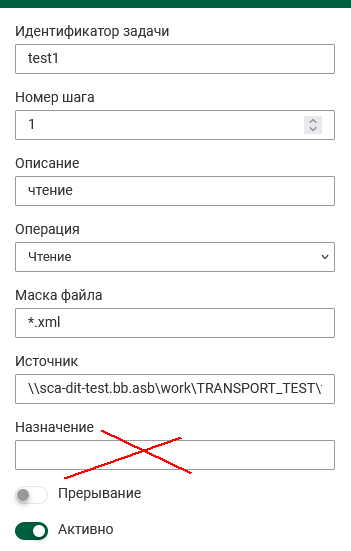 Идентификатор задачи
test1
Номер шага
1
Описание
чтение
Операция
Чтение
Маска файла
*.xml
Источник
\\sca-dit-test.bb.asb\work\TRANSPORT_TEST\
Назначение
Прерывание
Активно